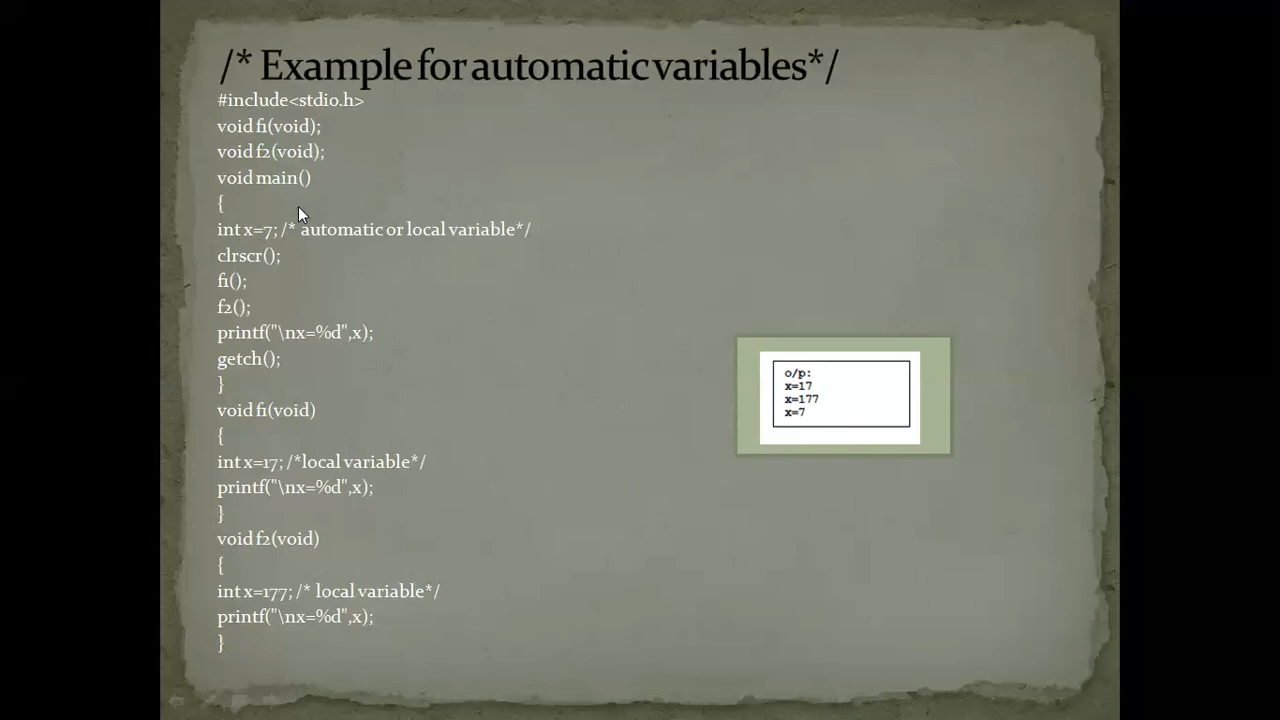 /* Example for automatic variables*/
#include<stdio.h>
void f1(void);
void f2(void);
void main()
{
int x=7; /* automatic or local variable*/
clrscr();
f1();
f2();
printf("\nx=%d",x);
getch();
}
void f1(void)
{
int x=17; /*local variable*/
printf("\nx=%d",x);
}
void f2(void)
{
int x=177; /* local variable*/
printf("\nx=%d",x);
}
o/p:
x=17
x=177
x=7